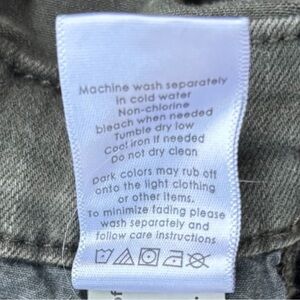 Machine wash separately
in cold water
Non-chlorine
bleach when needed
Tumble dry low
Cool iron if needed
Do not dry clean
Dark colors may rub off
onto the light clothing
or other items.
To minimize fading please
wash separately and
follow care instructions